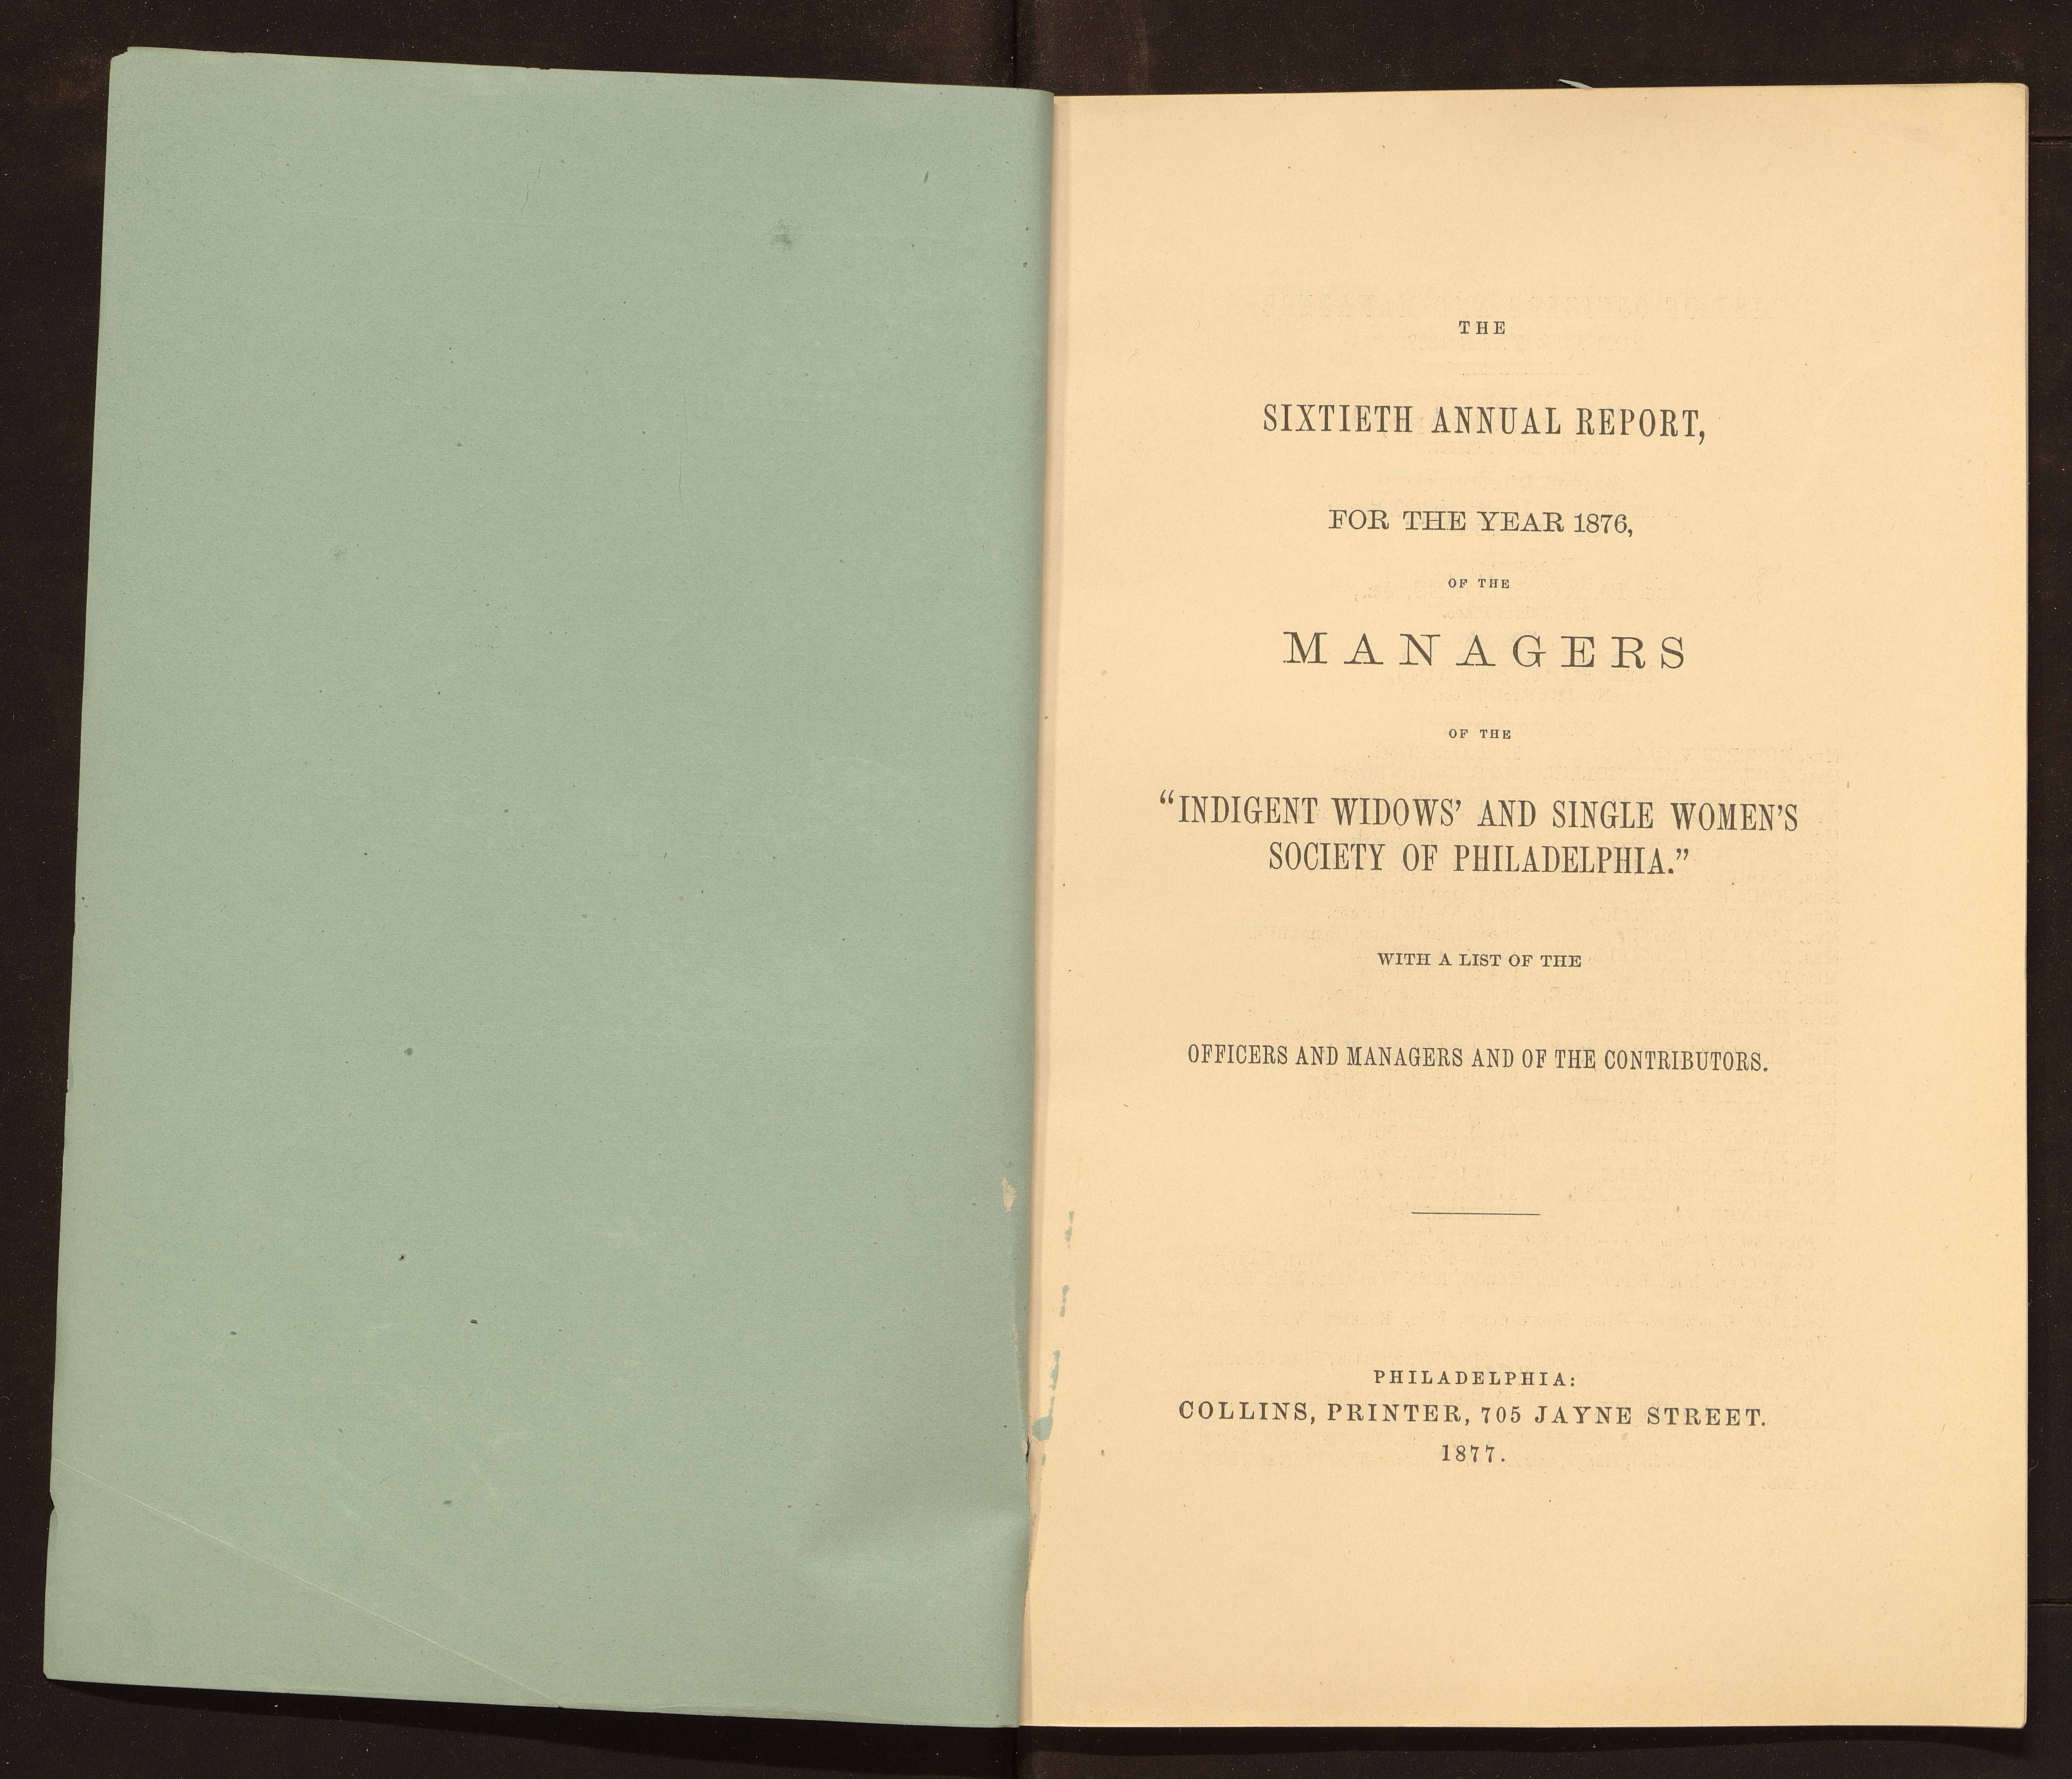 THE
SIXTIETH ANNUAL REPORT,
FOR THE YEAR 1876,
OF THE
MANAGERS
OF THE
“INDIGENT WIDOWS’ AND SINGLE WOMEN’S
SOCIETY OF PHILADELPHIA.”
WITH A LIST OF THE
OFFICERS AND MANAGERS AND OF THE CONTRIBUTORS.
PHILADELPHIA:
COLLINS, PRINTER, 705 JAYNE STREET.
1877.